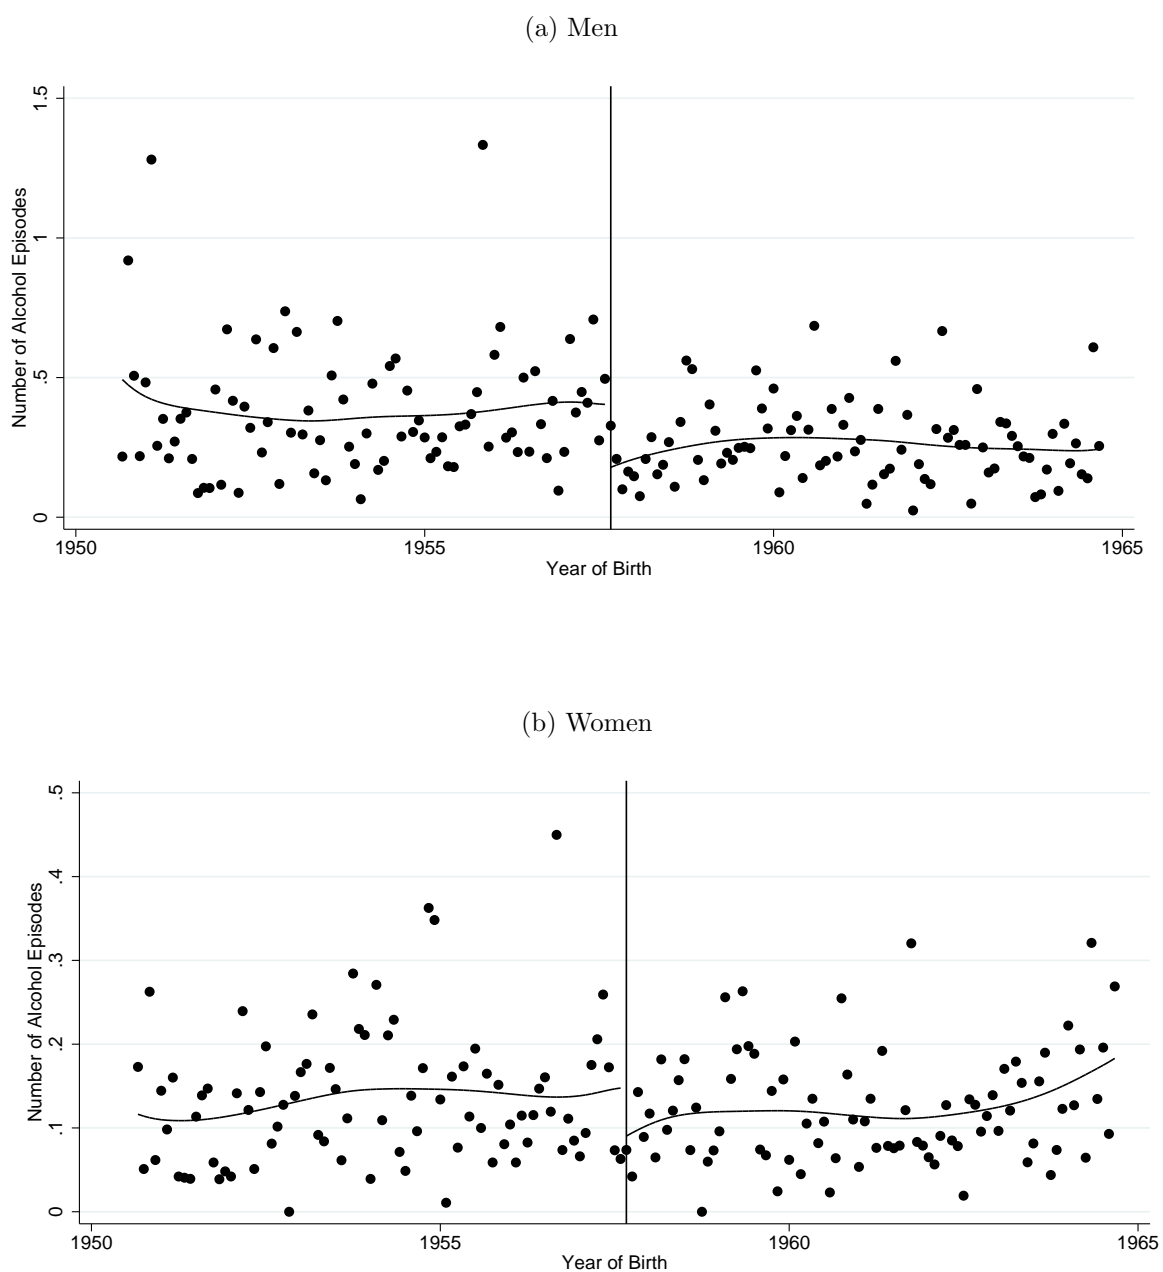 (a) Men
1.5
1
.5
0
Number of Alcohol Episodes
1950 1955 1960 1965
Year of Birth
(b) Women
.5
.4
.3
.2
.1
0
Number of Alcohol Episodes
1950 1955 1960 1965
Year of Birth